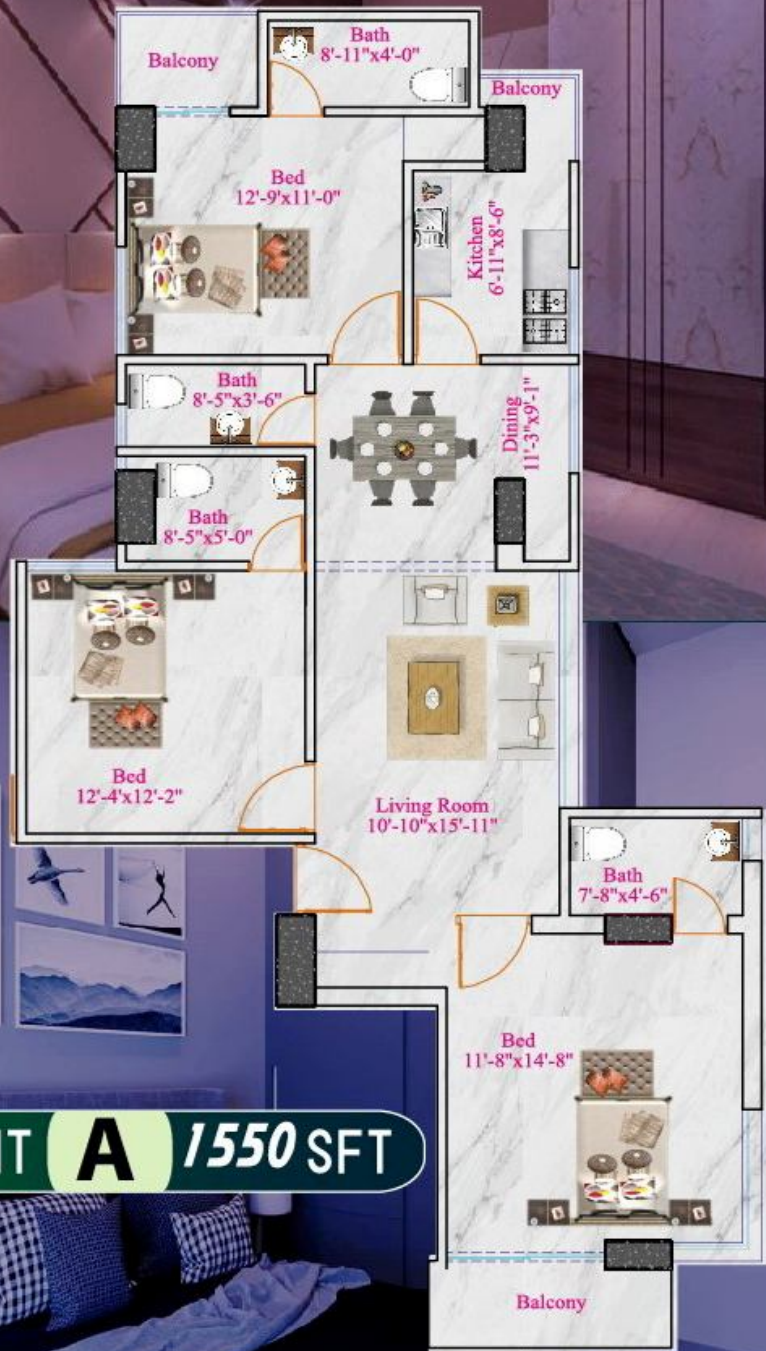 Bath
8'-11"x4'-0"
Balcony
Balcony
Bed
12'-9'x11'-0"
Kitchen
6'-11"x8'-6"
Bath
8'-5"x3'-6"
Dining
11'-3"x9'-1"
Bath
8'-5"x5'-0"
Bed
12'-4'x12'-2"
Living Room
10'-10"x15'-11"
Bath
7'-8"x4'-6"
Bed
11'-8"x14'-8"
A 1550 SFT
Balcony